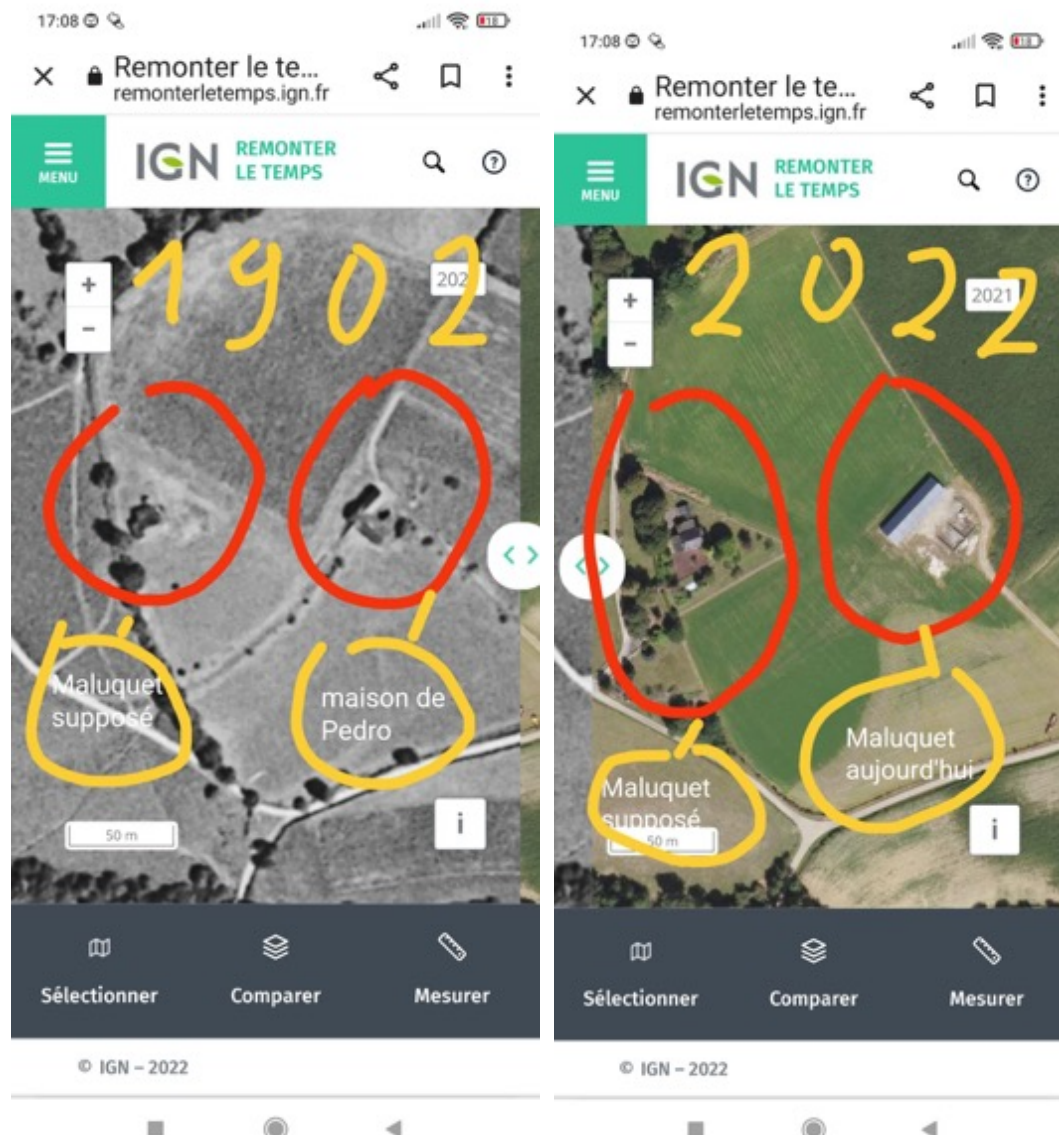 17:08
Remonter le te...
remonterletemps.ign.fr
MENU
IGN REMONTER
LE TEMPS
+
-
1902
202
Maluquet
supposé
maison de
Pedro
50 m
i
Sélectionner
Comparer
Mesurer
© IGN – 2022
17:08
18
Remonter le te...
remonterletemps.ign.fr
MENU
IGN REMONTER
LE TEMPS
+
-
2022
2021
Maluquet
supposé
Maluquet
aujourd'hui
50 m
i
Sélectionner
Comparer
Mesurer
© IGN – 2022